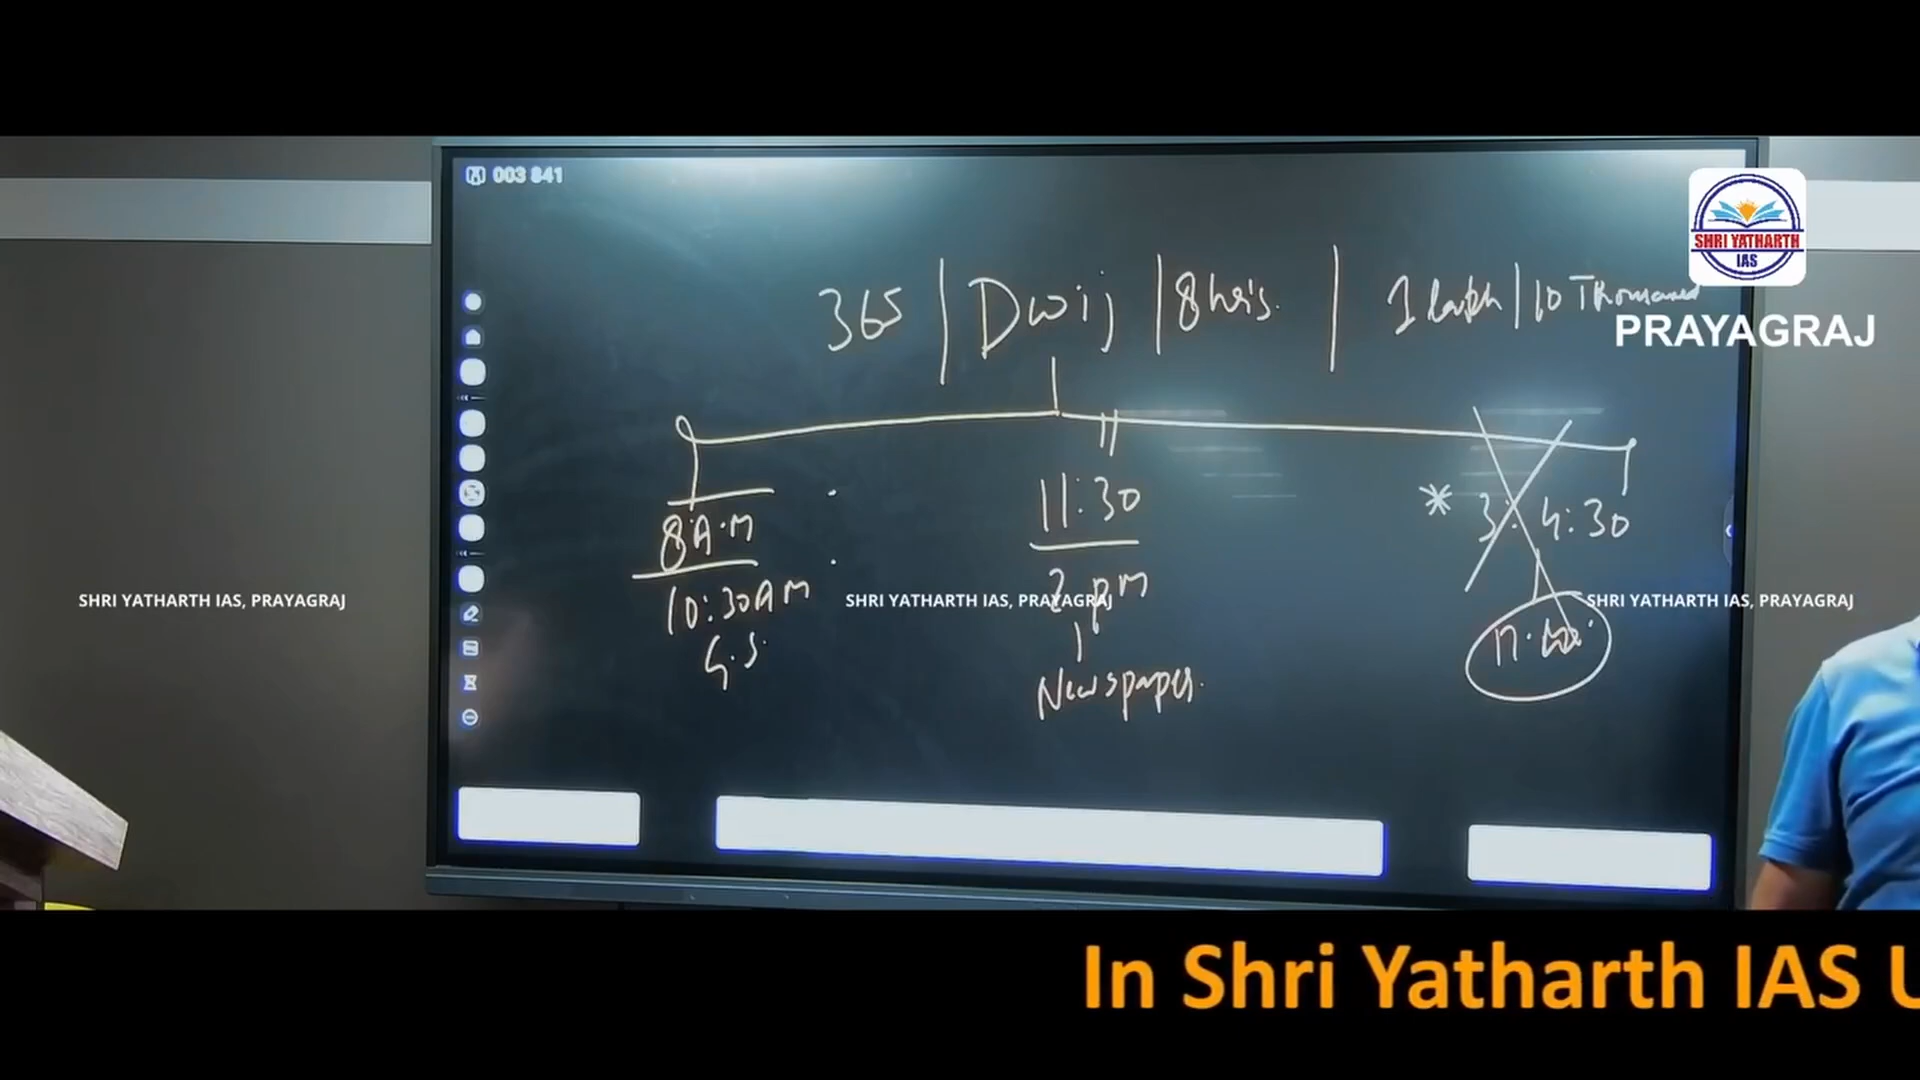 003 841
SHRI YATHARTH
IAS
PRAYAGRAJ
365 | Dwij | 8 hrs. | 1 Lakh | 10 Thousand
8 A.M
10:30 AM
G.S.
11:30
2 pm
Newspaper.
* 3: 4:30
SHRI YATHARTH IAS, PRAYAGRAJ
SHRI YATHARTH IAS, PRAYAGRAJ
SHRI YATHARTH IAS, PRAYAGRAJ
In Shri Yatharth IAS U